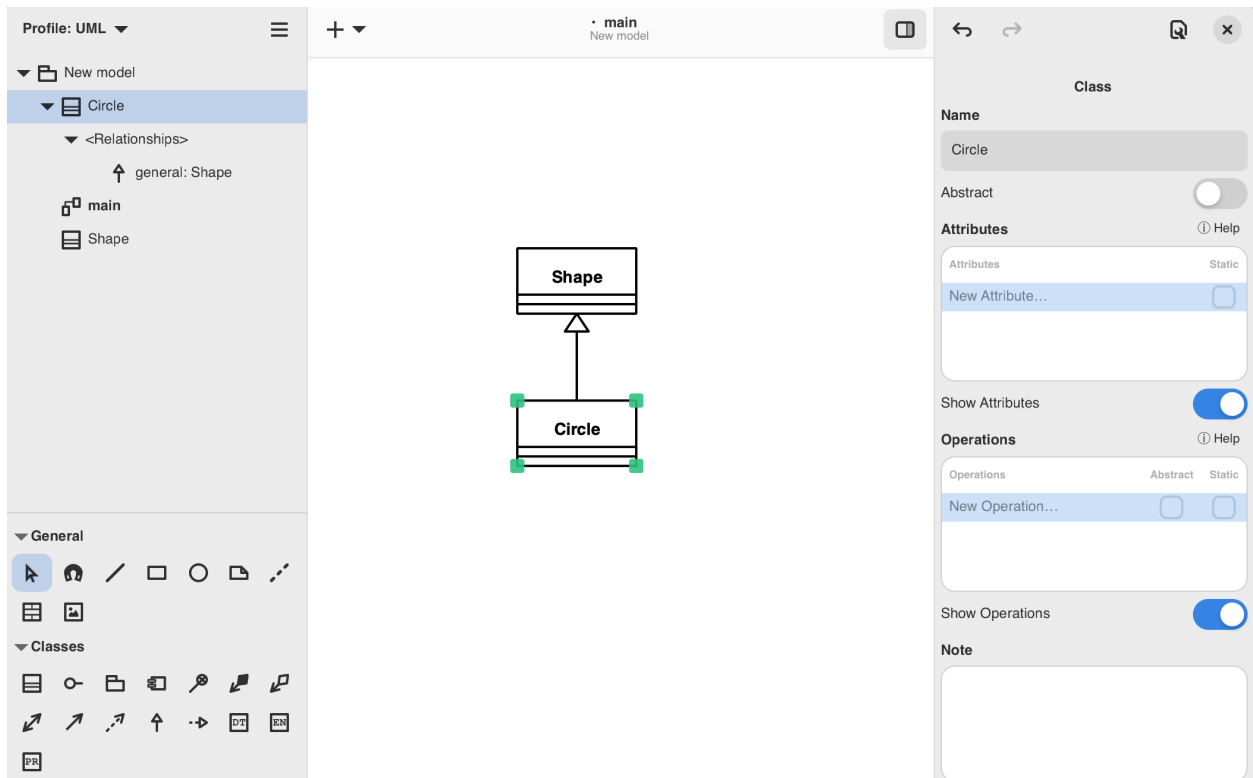 Profile: UML
New model
Circle
<Relationships>
general: Shape
main
Shape
General
Classes
DT
EN
PR
• main
New model
Shape
Circle
Class
Name
Circle
Abstract
Attributes
Help
Attributes Static
New Attribute…
Show Attributes
Operations
Help
Operations Abstract Static
New Operation…
Show Operations
Note